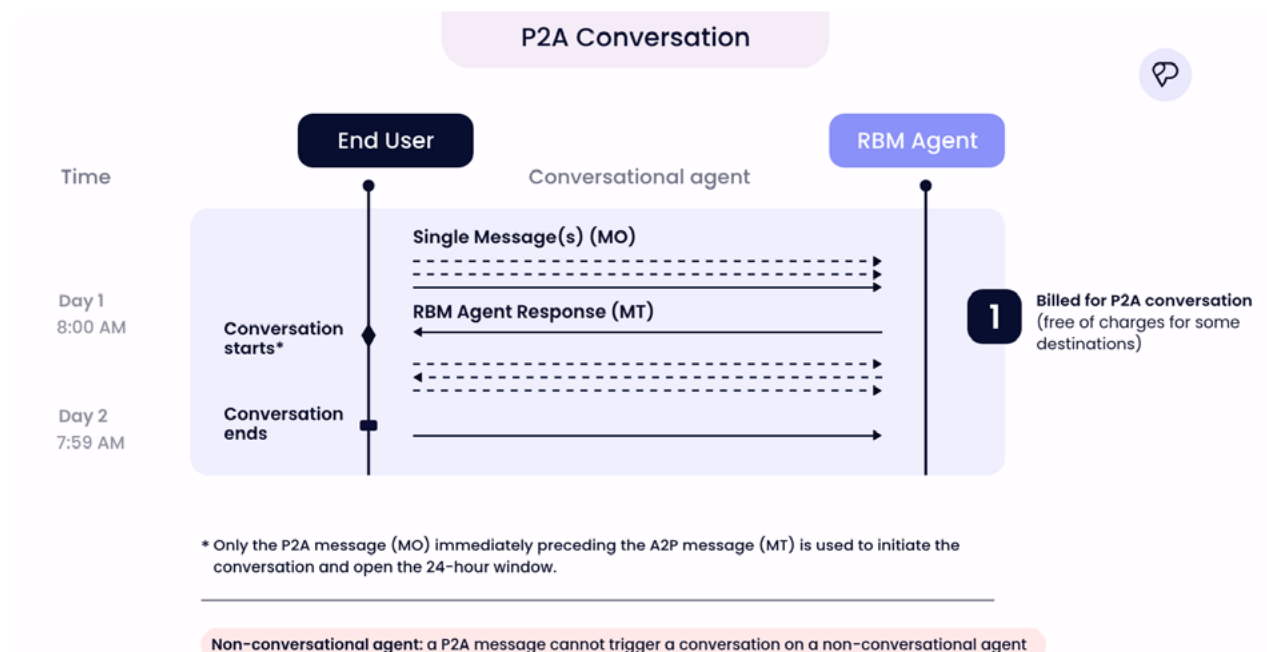 P2A Conversation
End User
RBM Agent
Time
Conversational agent
Single Message(s) (MO)
Day 1
8:00 AM
RBM Agent Response (MT)
Conversation
starts*
1
Billed for P2A conversation
(free of charges for some
destinations)
Day 2
7:59 AM
Conversation
ends
* Only the P2A message (MO) immediately preceding the A2P message (MT) is used to initiate the
conversation and open the 24-hour window.
Non-conversational agent: a P2A message cannot trigger a conversation on a non-conversational agent